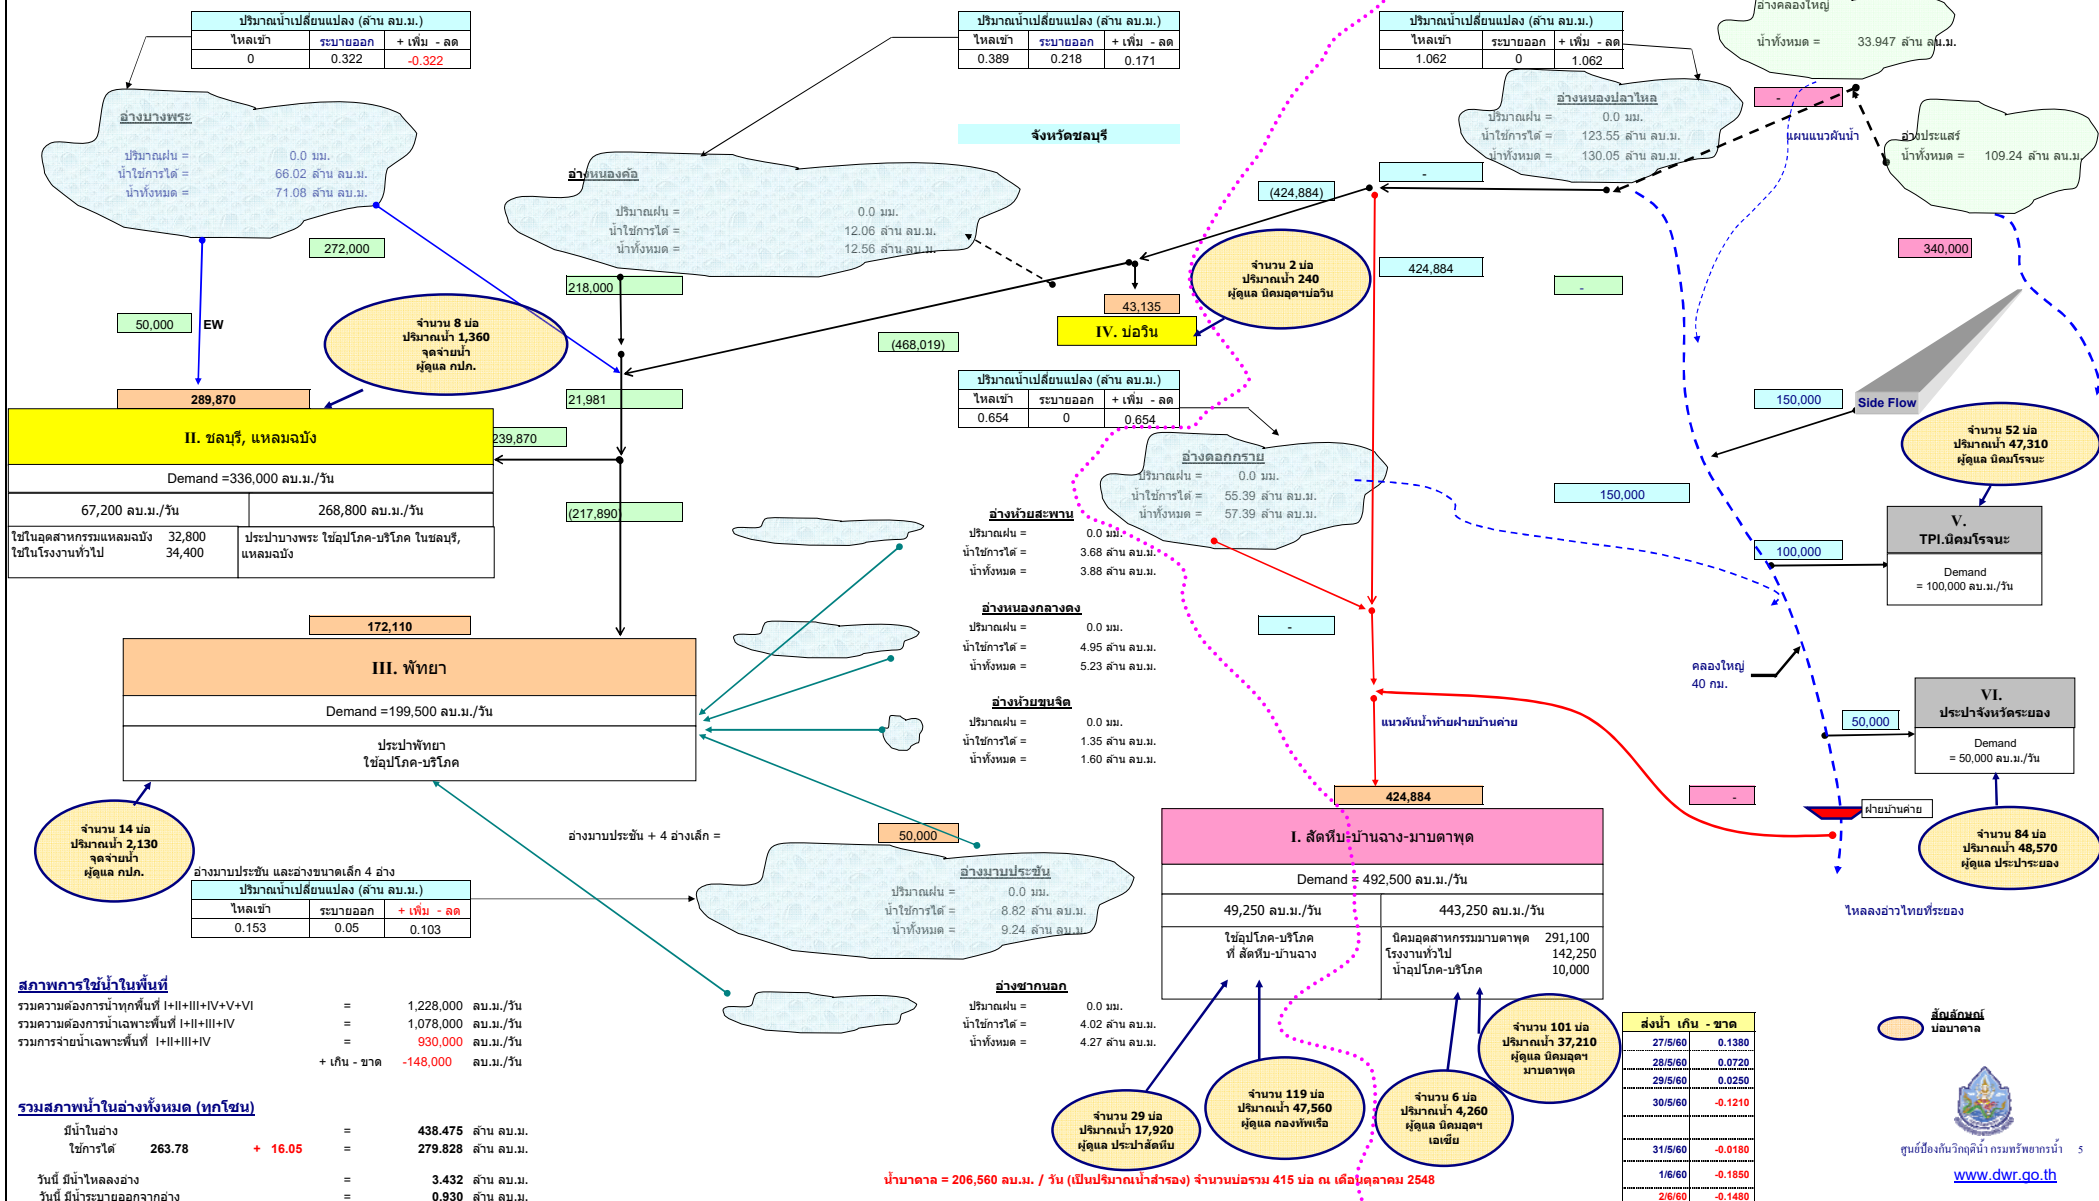 ปริมาณน้ำเปลี่ยนแปลง (ล้าน ลบ.ม.)
ไหลเข้า ระบายออก + เพิ่ม - ลด
0 0.322 -0.322
ปริมาณน้ำเปลี่ยนแปลง (ล้าน ลบ.ม.)
ไหลเข้า ระบายออก + เพิ่ม - ลด
0.389 0.218 0.171
ปริมาณน้ำเปลี่ยนแปลง (ล้าน ลบ.ม.)
ไหลเข้า ระบายออก + เพิ่ม - ลด
1.062 0 1.062
อ่างคลองใหญ่
น้ำทั้งหมด = 33.947 ล้าน ลน.ม.
อ่างบางพระ
ปริมาณฝน = 0.0 มม.
น้ำใช้การได้ = 66.02 ล้าน ลบ.ม.
น้ำทั้งหมด = 71.08 ล้าน ลบ.ม.
จังหวัดชลบุรี
อ่างหนองค้อ
ปริมาณฝน = 0.0 มม.
น้ำใช้การได้ = 12.06 ล้าน ลบ.ม.
น้ำทั้งหมด = 12.56 ล้าน ลบ.ม.
อ่างหนองปลาไหล
ปริมาณฝน = 0.0 มม.
น้ำใช้การได้ = 123.55 ล้าน ลบ.ม.
น้ำทั้งหมด = 130.05 ล้าน ลบ.ม.
-
แผนแนวผันน้ำ
อ่างประแสร์
น้ำทั้งหมด = 109.24 ล้าน ลน.ม.
-
(424,884)
272,000
340,000
424,884
-
218,000
จำนวน 2 บ่อ
ปริมาณน้ำ 240
ผู้ดูแล นิคมอุตฯบ่อวิน
43,135
IV. บ่อวิน
50,000 EW
จำนวน 8 บ่อ
ปริมาณน้ำ 1,360
จุดจ่ายน้ำ
ผู้ดูแล กปภ.
(468,019)
289,870
21,981
ปริมาณน้ำเปลี่ยนแปลง (ล้าน ลบ.ม.)
ไหลเข้า ระบายออก + เพิ่ม - ลด
0.654 0 0.654
150,000
Side Flow
II. ชลบุรี, แหลมฉบัง
239,870
Demand =336,000 ลบ.ม./วัน
67,200 ลบ.ม./วัน 268,800 ลบ.ม./วัน
ใช้ในอุตสาหกรรมแหลมฉบัง 32,800
ใช้ในโรงงานทั่วไป 34,400
ประปาบางพระ ใช้อุปโภค-บริโภค ในชลบุรี,
แหลมฉบัง
(217,890)
อ่างดอกกราย
ปริมาณฝน = 0.0 มม.
น้ำใช้การได้ = 55.39 ล้าน ลบ.ม.
น้ำทั้งหมด = 57.39 ล้าน ลบ.ม.
จำนวน 52 บ่อ
ปริมาณน้ำ 47,310
ผู้ดูแล นิคมโรจนะ
150,000
อ่างห้วยสะพาน
ปริมาณฝน = 0.0 มม.
น้ำใช้การได้ = 3.68 ล้าน ลบ.ม.
น้ำทั้งหมด = 3.88 ล้าน ลบ.ม.
V.
TPI.นิคมโรจนะ
100,000
Demand
= 100,000 ลบ.ม./วัน
อ่างหนองกลางดง
ปริมาณฝน = 0.0 มม.
น้ำใช้การได้ = 4.95 ล้าน ลบ.ม.
น้ำทั้งหมด = 5.23 ล้าน ลบ.ม.
172,110
-
III. พัทยา
Demand =199,500 ลบ.ม./วัน
ประปาพัทยา
ใช้อุปโภค-บริโภค
คลองใหญ่
40 กม.
อ่างห้วยขุนจิต
ปริมาณฝน = 0.0 มม.
น้ำใช้การได้ = 1.35 ล้าน ลบ.ม.
น้ำทั้งหมด = 1.60 ล้าน ลบ.ม.
แนวผันน้ำท้ายฝายบ้านค่าย
VI.
ประปาจังหวัดระยอง
50,000
Demand
= 50,000 ลบ.ม./วัน
จำนวน 14 บ่อ
ปริมาณน้ำ 2,130
จุดจ่ายน้ำ
ผู้ดูแล กปภ.
424,884
-
ฝายบ้านค่าย
อ่างมาบประชัน + 4 อ่างเล็ก = 50,000
I. สัตหีบ-บ้านฉาง-มาบตาพุด
Demand = 492,500 ลบ.ม./วัน
49,250 ลบ.ม./วัน 443,250 ลบ.ม./วัน
ใช้อุปโภค-บริโภค
ที่ สัตหีบ-บ้านฉาง
นิคมอุตสาหกรรมมาบตาพุด 291,100
โรงงานทั่วไป 142,250
น้ำอุปโภค-บริโภค 10,000
จำนวน 84 บ่อ
ปริมาณน้ำ 48,570
ผู้ดูแล ประปาระยอง
อ่างมาบประชัน และอ่างขนาดเล็ก 4 อ่าง
ปริมาณน้ำเปลี่ยนแปลง (ล้าน ลบ.ม.)
ไหลเข้า ระบายออก + เพิ่ม - ลด
0.153 0.05 0.103
อ่างมาบประชัน
ปริมาณฝน = 0.0 มม.
น้ำใช้การได้ = 8.82 ล้าน ลบ.ม.
น้ำทั้งหมด = 9.24 ล้าน ลบ.ม.
ไหลลงอ่าวไทยที่ระยอง
สภาพการใช้น้ำในพื้นที่
รวมความต้องการน้ำทุกพื้นที่ I+II+III+IV+V+VI = 1,228,000 ลบ.ม./วัน
รวมความต้องการน้ำเฉพาะพื้นที่ I+II+III+IV = 1,078,000 ลบ.ม./วัน
รวมการจ่ายน้ำเฉพาะพื้นที่ I+II+III+IV = 930,000 ลบ.ม./วัน
+ เกิน - ขาด -148,000 ลบ.ม./วัน
อ่างซากนอก
ปริมาณฝน = 0.0 มม.
น้ำใช้การได้ = 4.02 ล้าน ลบ.ม.
น้ำทั้งหมด = 4.27 ล้าน ลบ.ม.
จำนวน 101 บ่อ
ปริมาณน้ำ 37,210
ผู้ดูแล นิคมอุตฯ
มาบตาพุด
ส่งน้ำ เกิน - ขาด
27/5/60 0.1380
28/5/60 0.0720
29/5/60 0.0250
30/5/60 -0.1210
31/5/60 -0.0180
1/6/60 -0.1850
2/6/60 -0.1480
สัญลักษณ์
บ่อบาดาล
รวมสภาพน้ำในอ่างทั้งหมด (ทุกโซน)
มีน้ำในอ่าง = 438.475 ล้าน ลบ.ม.
ใช้การได้ 263.78 + 16.05 = 279.828 ล้าน ลบ.ม.
วันนี้ มีน้ำไหลลงอ่าง = 3.432 ล้าน ลบ.ม.
วันนี้ มีน้ำระบายออกจากอ่าง = 0.930 ล้าน ลบ.ม.
จำนวน 29 บ่อ
ปริมาณน้ำ 17,920
ผู้ดูแล ประปาสัตหีบ
จำนวน 119 บ่อ
ปริมาณน้ำ 47,560
ผู้ดูแล กองทัพเรือ
จำนวน 6 บ่อ
ปริมาณน้ำ 4,260
ผู้ดูแล นิคมอุตฯ
เอเซีย
น้ำบาดาล = 206,560 ลบ.ม. / วัน (เป็นปริมาณน้ำสำรอง) จำนวนบ่อรวม 415 บ่อ ณ เดือนตุลาคม 2548
ศูนย์ป้องกันวิกฤติน้ำ กรมทรัพยากรน้ำ 5
www.dwr.go.th